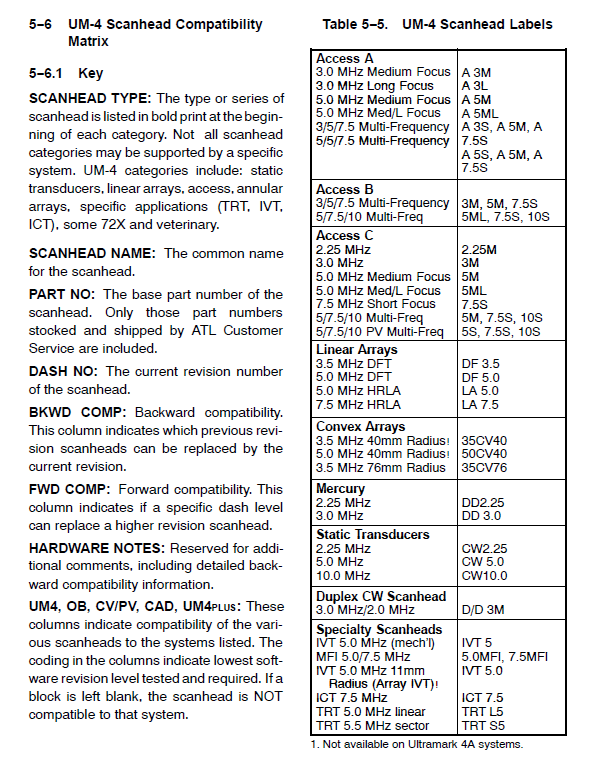 5–6 UM-4 Scanhead Compatibility
Matrix
5–6.1 Key
SCANHEAD TYPE: The type or series of
scanhead is listed in bold print at the begin-
ning of each category. Not all scanhead
categories may be supported by a specific
system. UM-4 categories include: static
transducers, linear arrays, access, annular
arrays, specific applications (TRT, IVT,
ICT), some 72X and veterinary.
SCANHEAD NAME: The common name
for the scanhead.
PART NO: The base part number of the
scanhead. Only those part numbers
stocked and shipped by ATL Customer
Service are included.
DASH NO: The current revision number
of the scanhead.
BKWD COMP: Backward compatibility.
This column indicates which previous revi-
sion scanheads can be replaced by the
current revision.
FWD COMP: Forward compatibility. This
column indicates if a specific dash level
can replace a higher revision scanhead.
HARDWARE NOTES: Reserved for addi-
tional comments, including detailed back-
ward compatibility information.
UM4, OB, CV/PV, CAD, UM4PLUS: These
columns indicate compatibility of the vari-
ous scanheads to the systems listed. The
coding in the columns indicate lowest soft-
ware revision level tested and required. If a
block is left blank, the scanhead is NOT
compatible to that system.
Table 5–5. UM-4 Scanhead Labels
Access A
3.0 MHz Medium Focus A 3M
3.0 MHz Long Focus A 3L
5.0 MHz Medium Focus A 5M
5.0 MHz Med/L Focus A 5ML
3/5/7.5 Multi-Frequency A 3S, A 5M, A
5/5/7.5 Multi-Frequency 7.5S
A 5S, A 5M, A
7.5S
Access B
3/5/7.5 Multi-Frequency 3M, 5M, 7.5S
5/7.5/10 Multi-Freq 5ML, 7.5S, 10S
Access C
2.25 MHz 2.25M
3.0 MHz 3M
5.0 MHz PV Medium Focus 5M
5.0 MHz Med/L Focus 5ML
7.5 MHz Short Focus 7.5S
5/7.5/10 Multi-Freq 5M, 7.5S, 10S
5/7.5/10 PV Multi-Freq 5S, 7.5S, 10S
Linear Arrays
3.5 MHz DFT DF 3.5
5.0 MHz DFT DF 5.0
5.0 MHz HRLA LA 5.0
7.5 MHz HRLA LA 7.5
Convex Arrays
3.5 MHz 40mm Radius! 35CV40
5.0 MHz 40mm Radius! 50CV40
3.5 MHz 76mm Radius 35CV76
Mercury
2.25 MHz DD2.25
3.0 MHz DD 3.0
Static Transducers
2.25 MHz CW2.25
5.0 MHz CW 5.0
10.0 MHz CW10.0
Duplex CW Scanhead
3.0 MHz/2.0 MHz D/D 3M
Specialty Scanheads
IVT 5.0 MHz (mech'l) IVT 5
MFI 5.0/7.5 MHz 5.0MFI, 7.5MFI
IVT 5.0 MHz 11mm IVT 5.0
Radius (Array IVT)!
ICT 7.5 MHz ICT 7.5
TRT 5.0 MHz linear TRT L5
TRT 5.5 MHz sector TRT S5
1. Not available on Ultramark 4A systems.